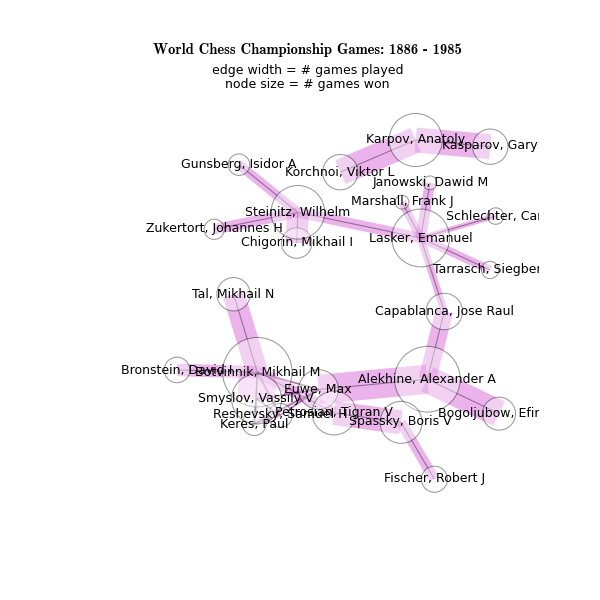 World Chess Championship Games: 1886 - 1985
edge width = # games played
node size = # games won
Karpov, Anatoly
Kasparov, Gary
Gunsberg, Isidor A
Korchnoi, Viktor L
Janowski, Dawid M
Marshall, Frank J
Steinitz, Wilhelm
Schlechter, Car
Zukertort, Johannes H
Lasker, Emanuel
Chigorin, Mikhail I
Tarrasch, Siegber
Tal, Mikhail N
Capablanca, Jose Raul
Bronstein, David I
Botvinnik, Mikhail M
Alekhine, Alexander A
Euwe, Max
Smyslov, Vassily V
Petrosian, Tigran V
Reshevsky, Samuel H
Bogoljubow, Efir
Keres, Paul
Spassky, Boris V
Fischer, Robert J